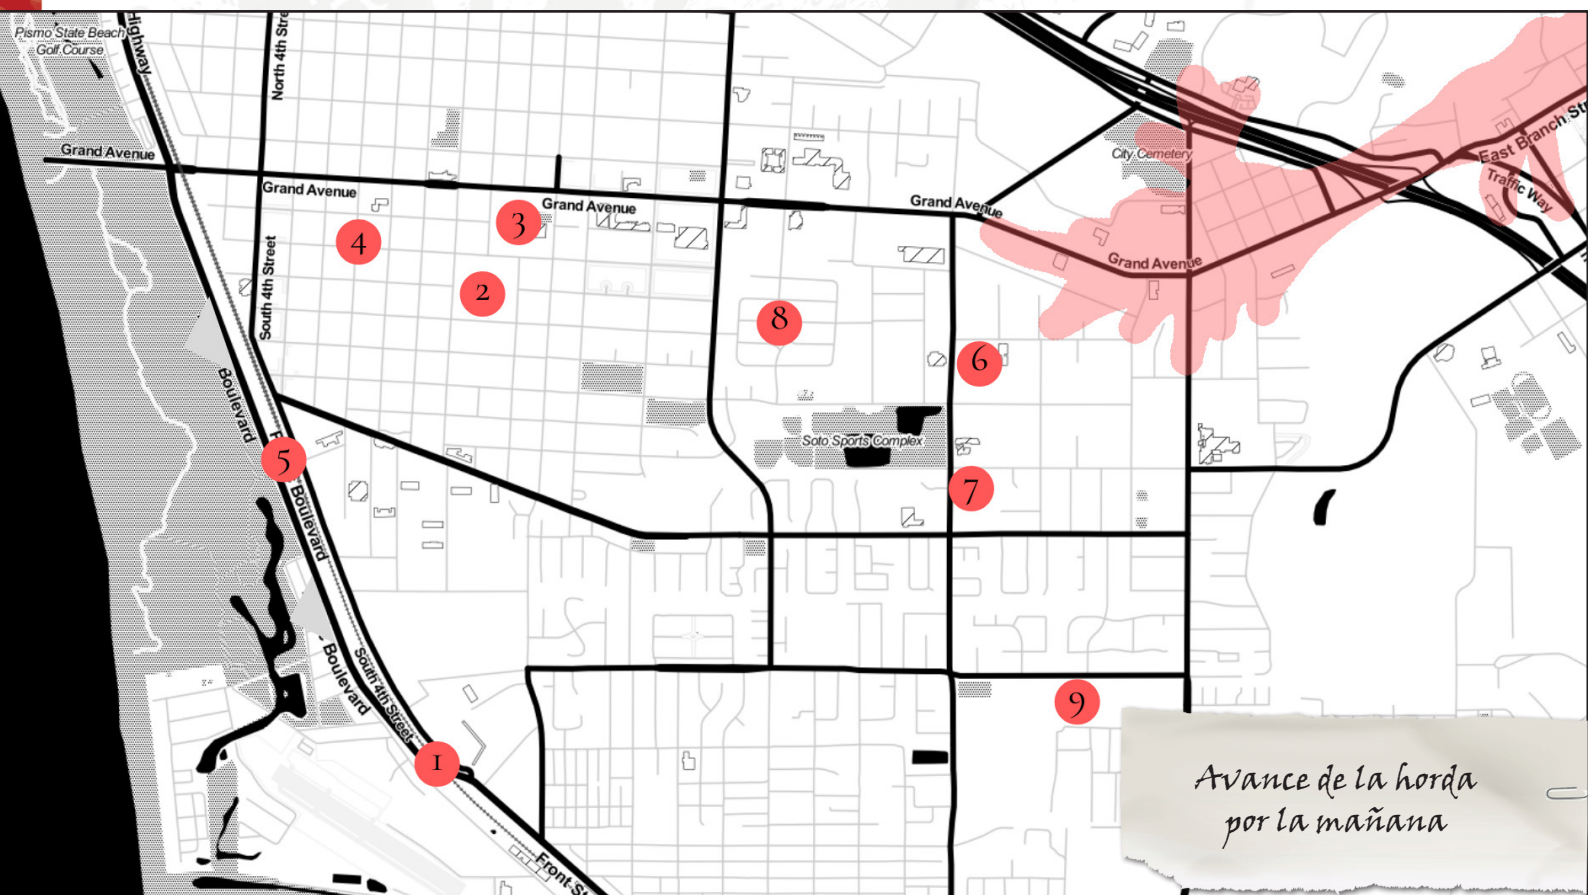 Pismo State Beach
Golf Course
Highway
North 4th Stre
Grand Avenue
Grand Avenue
Grand Avenue
Grand Avenue
City Cemetery
East Branch Str
Traffic Way
Grand Avenue
3
4
2
South 4th Street
8
6
Boulevard
Soto Sports Complex
5
7
Boulevard
South 4th Street
Boulevard
9
1
Front St
Avance de la horda
por la mañana